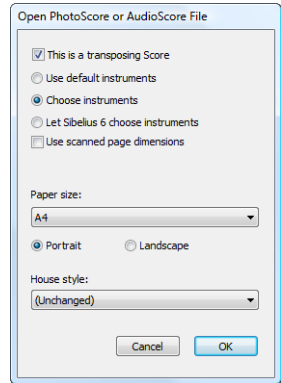 Open PhotoScore or AudioScore File
This is a transposing Score
Use default instruments
Choose instruments
Let Sibelius 6 choose instruments
Use scanned page dimensions
Paper size:
A4
Portrait Landscape
House style:
(Unchanged)
Cancel OK